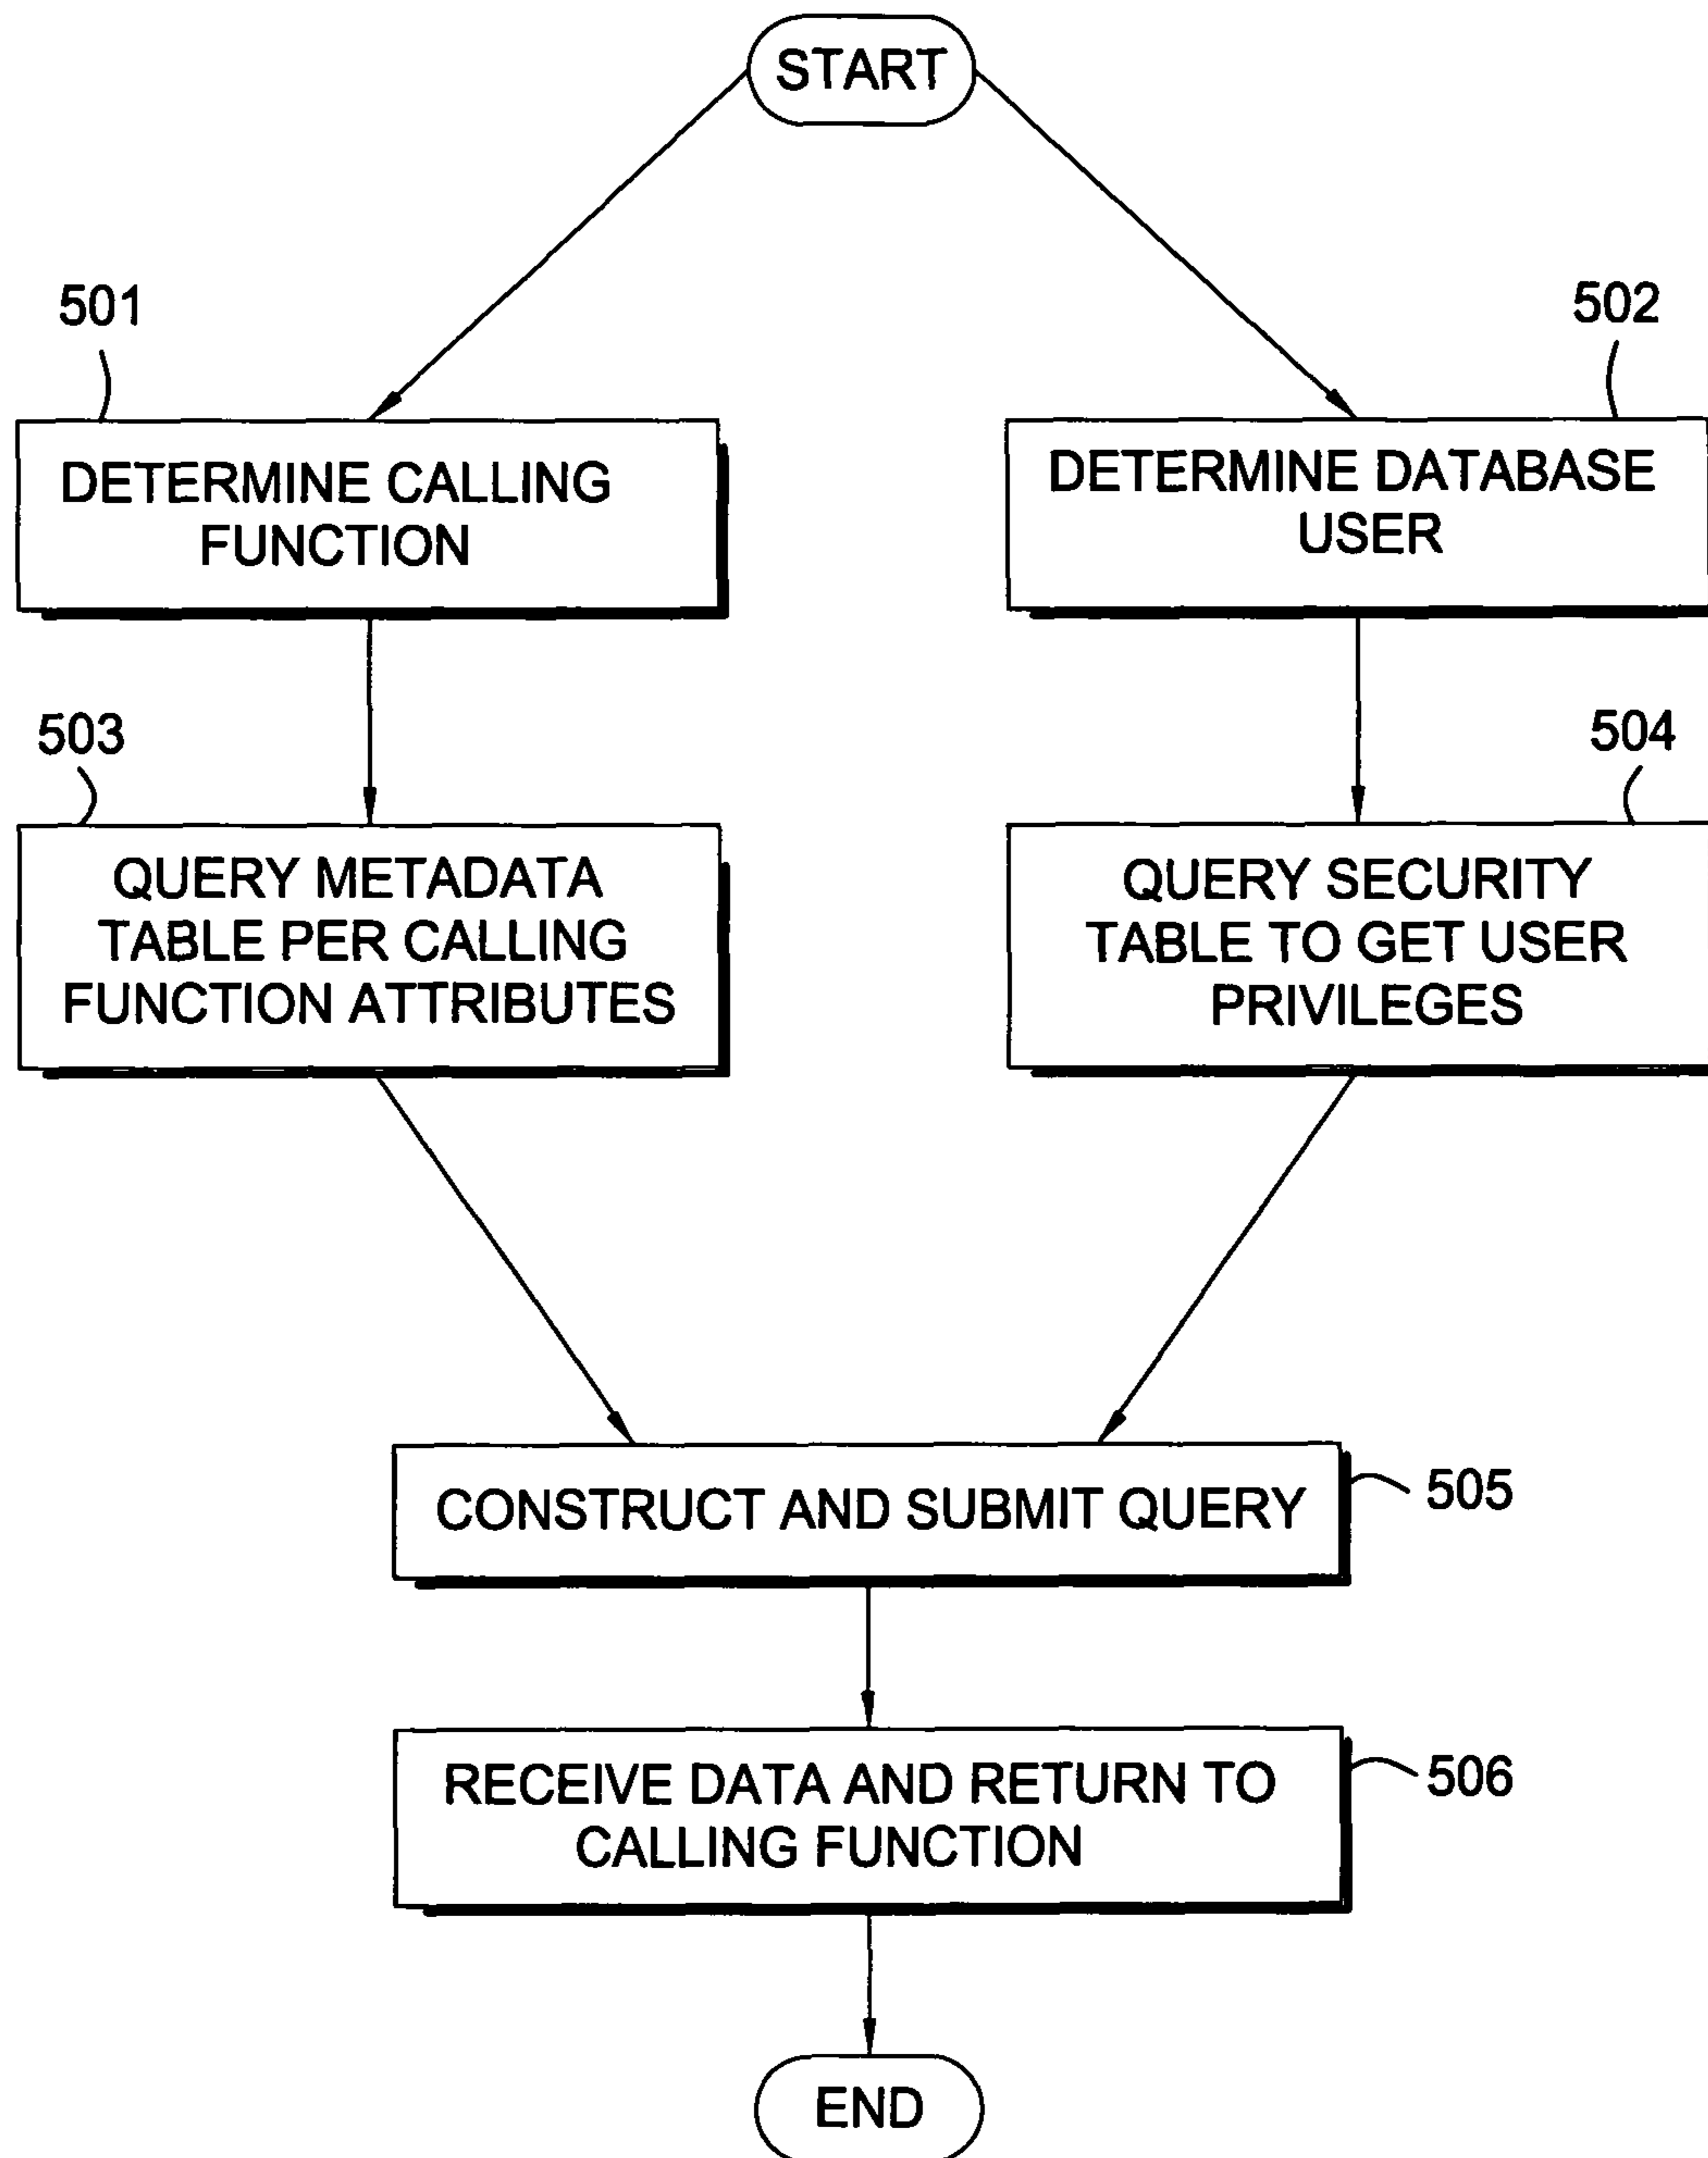 START
501
502
DETERMINE CALLING
FUNCTION
DETERMINE DATABASE
USER
503
504
QUERY METADATA
TABLE PER CALLING
FUNCTION ATTRIBUTES
QUERY SECURITY
TABLE TO GET USER
PRIVILEGES
CONSTRUCT AND SUBMIT QUERY
505
RECEIVE DATA AND RETURN TO
CALLING FUNCTION
506
END